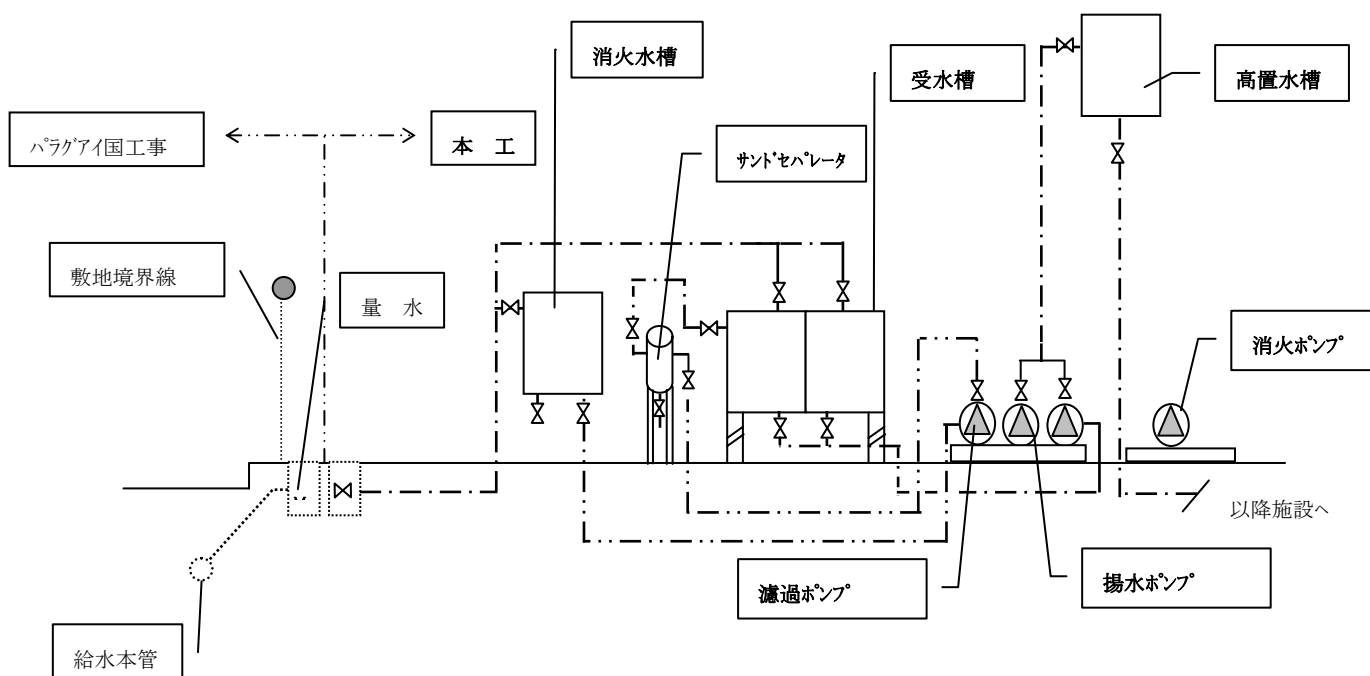 消火水槽
受水槽
高置水槽
パラグアイ国工事
本 工
サンドセパレータ
敷地境界線
量 水
消火ポンプ
以降施設へ
濾過ポンプ
揚水ポンプ
給水本管